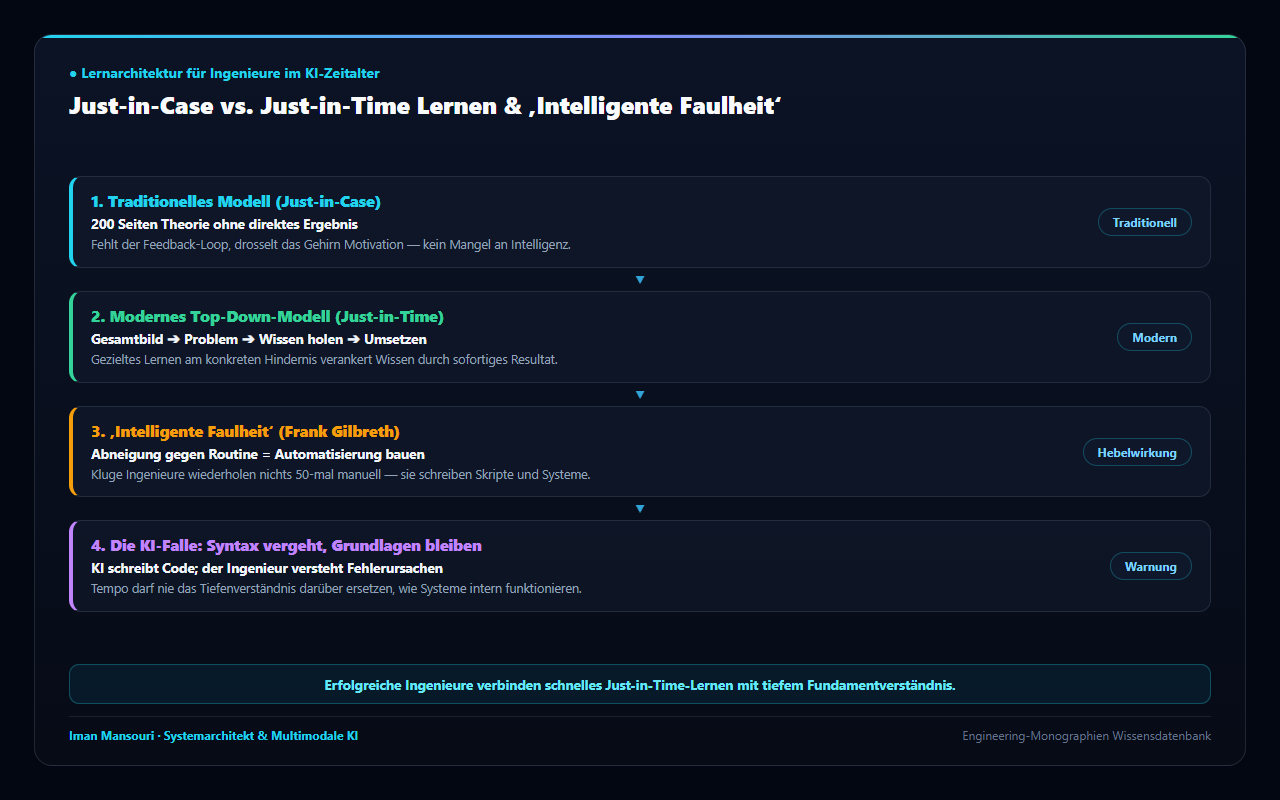 ● Lernarchitektur für Ingenieure im KI-Zeitalter
Just-in-Case vs. Just-in-Time Lernen & ‚Intelligente Faulheit‘
1. Traditionelles Modell (Just-in-Case)
200 Seiten Theorie ohne direktes Ergebnis
Fehlt der Feedback-Loop, drosselt das Gehirn Motivation — kein Mangel an Intelligenz.
Traditionell
▼
2. Modernes Top-Down-Modell (Just-in-Time)
Gesamtbild ➔ Problem ➔ Wissen holen ➔ Umsetzen
Gezieltes Lernen am konkreten Hindernis verankert Wissen durch sofortiges Resultat.
Modern
▼
3. ‚Intelligente Faulheit‘ (Frank Gilbreth)
Abneigung gegen Routine = Automatisierung bauen
Kluge Ingenieure wiederholen nichts 50-mal manuell — sie schreiben Skripte und Systeme.
Hebelwirkung
▼
4. Die KI-Falle: Syntax vergeht, Grundlagen bleiben
KI schreibt Code; der Ingenieur versteht Fehlerursachen
Tempo darf nie das Tiefenverständnis darüber ersetzen, wie Systeme intern funktionieren.
Warnung
Erfolgreiche Ingenieure verbinden schnelles Just-in-Time-Lernen mit tiefem Fundamentverständnis.
Iman Mansouri · Systemarchitekt & Multimodale KI
Engineering-Monographien Wissensdatenbank